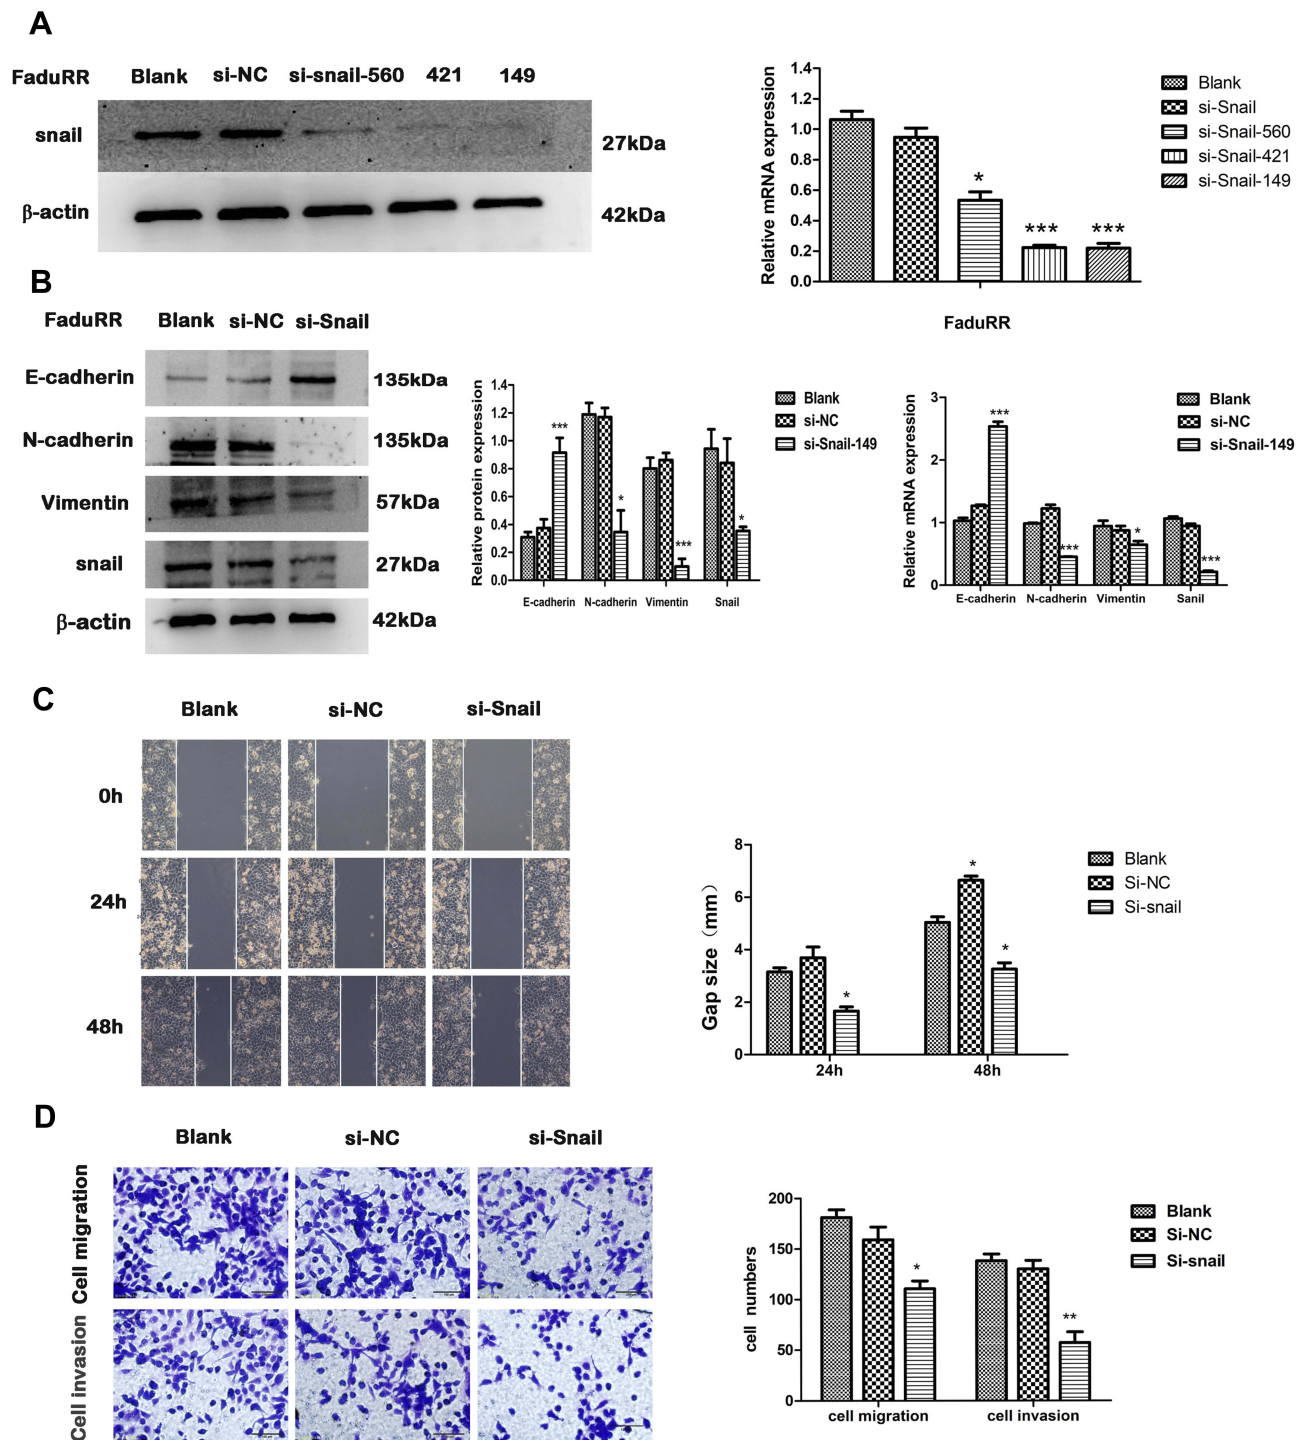 A
FaduRR Blank si-NC si-snail-560 421 149
snail
27kDa
β-actin
42kDa
Relative mRNA expression
1.4
1.2
1.0
0.8
0.6
0.4
0.2
0.0
*
***
***
FaduRR
Blank
si-Snail
si-Snail-560
si-Snail-421
si-Snail-149
B
FaduRR Blank si-NC si-Snail
E-cadherin 135kDa
N-cadherin 135kDa
Vimentin 57kDa
snail 27kDa
β-actin 42kDa
Relative protein expression
1.4
1.2
1.0
0.8
0.6
0.4
0.2
0.0
***
*
***
*
E-cadherin N-cadherin Vimentin Snail
Blank
si-NC
si-Snail-149
Relative mRNA expression
3
2
1
0
***
***
*
***
E-cadherin N-cadherin Vimentin Sanil
Blank
si-NC
si-Snail-149
C
Blank si-NC si-Snail
0h
24h
48h
Gap size（mm）
8
6
4
2
0
*
*
*
24h 48h
Blank
Si-NC
Si-snail
D
Blank si-NC si-Snail
Cell migration
Cell invasion
cell numbers
200
150
100
50
0
*
**
cell migration cell invasion
Blank
Si-NC
Si-snail